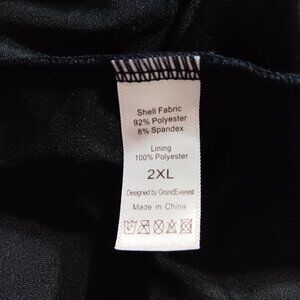 Shell Fabric
92% Polyester
8% Spandex
Lining
100% Polyester
2XL
Designed by GrandEverest
Made in China